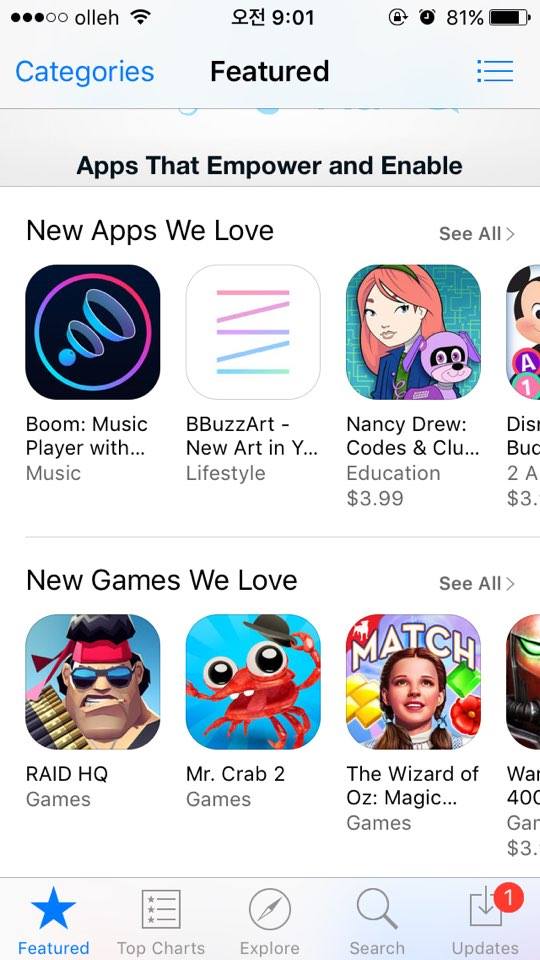 olleh 오전 9:01 81%
Categories Featured
Apps That Empower and Enable
New Apps We Love See All >
Boom: Music
Player with...
Music
BBuzzArt -
New Art in Y...
Lifestyle
Nancy Drew:
Codes & Clu...
Education
$3.99
A
1
Disn
Bud
2 A
$3.
New Games We Love See All >
RAID HQ
Games
Mr. Crab 2
Games
MATCH
The Wizard of
Oz: Magic...
Games
War
400
Gam
$3.
1
Featured Top Charts Explore Search Updates